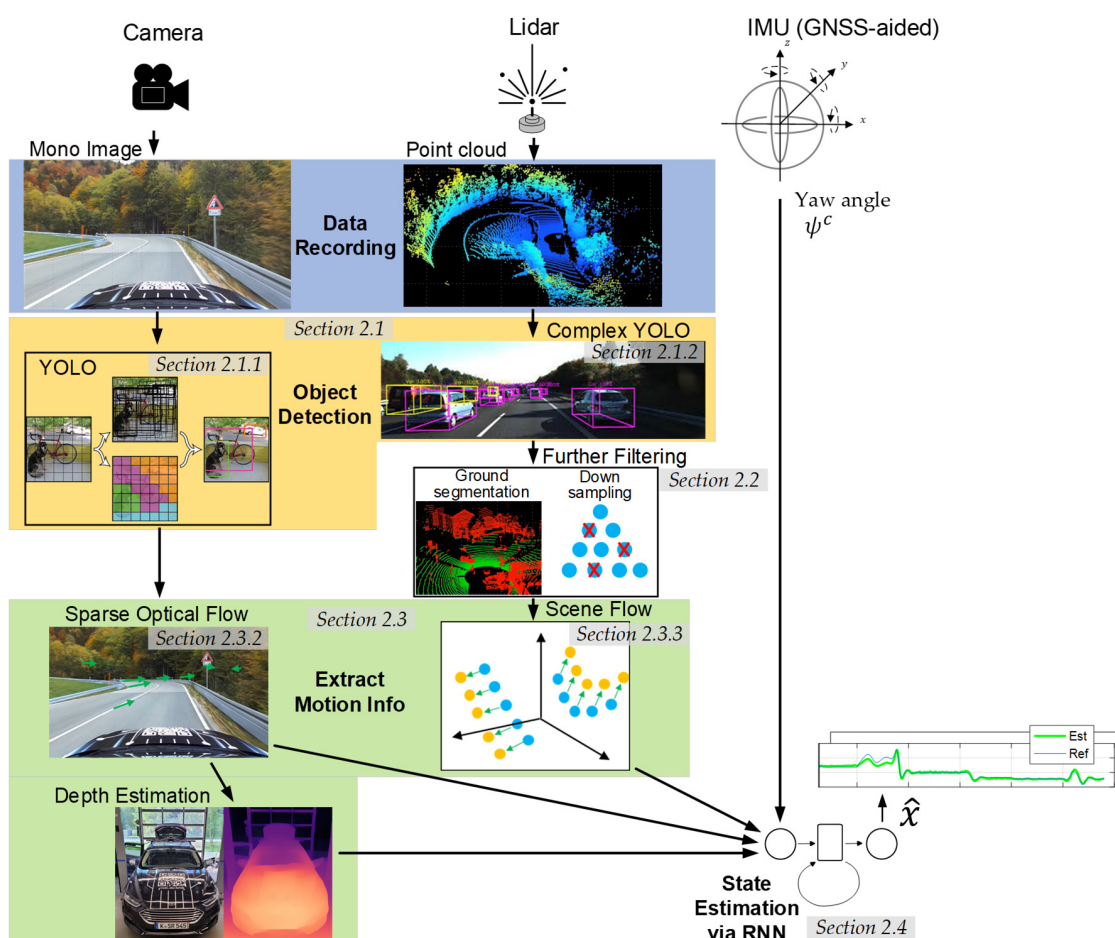 Camera
Lidar
IMU (GNSS-aided)
z
y
x
Mono Image
Point cloud
Data
Recording
Yaw angle
ψᶜ
Section 2.1
Complex YOLO
Section 2.1.2
YOLO
Section 2.1.1
Object
Detection
Further Filtering
Section 2.2
Ground
segmentation
Down
sampling
Sparse Optical Flow
Section 2.3.2
Section 2.3
Scene Flow
Section 2.3.3
Extract
Motion Info
Est
Ref
x̂
Depth Estimation
State
Estimation
via RNN
Section 2.4